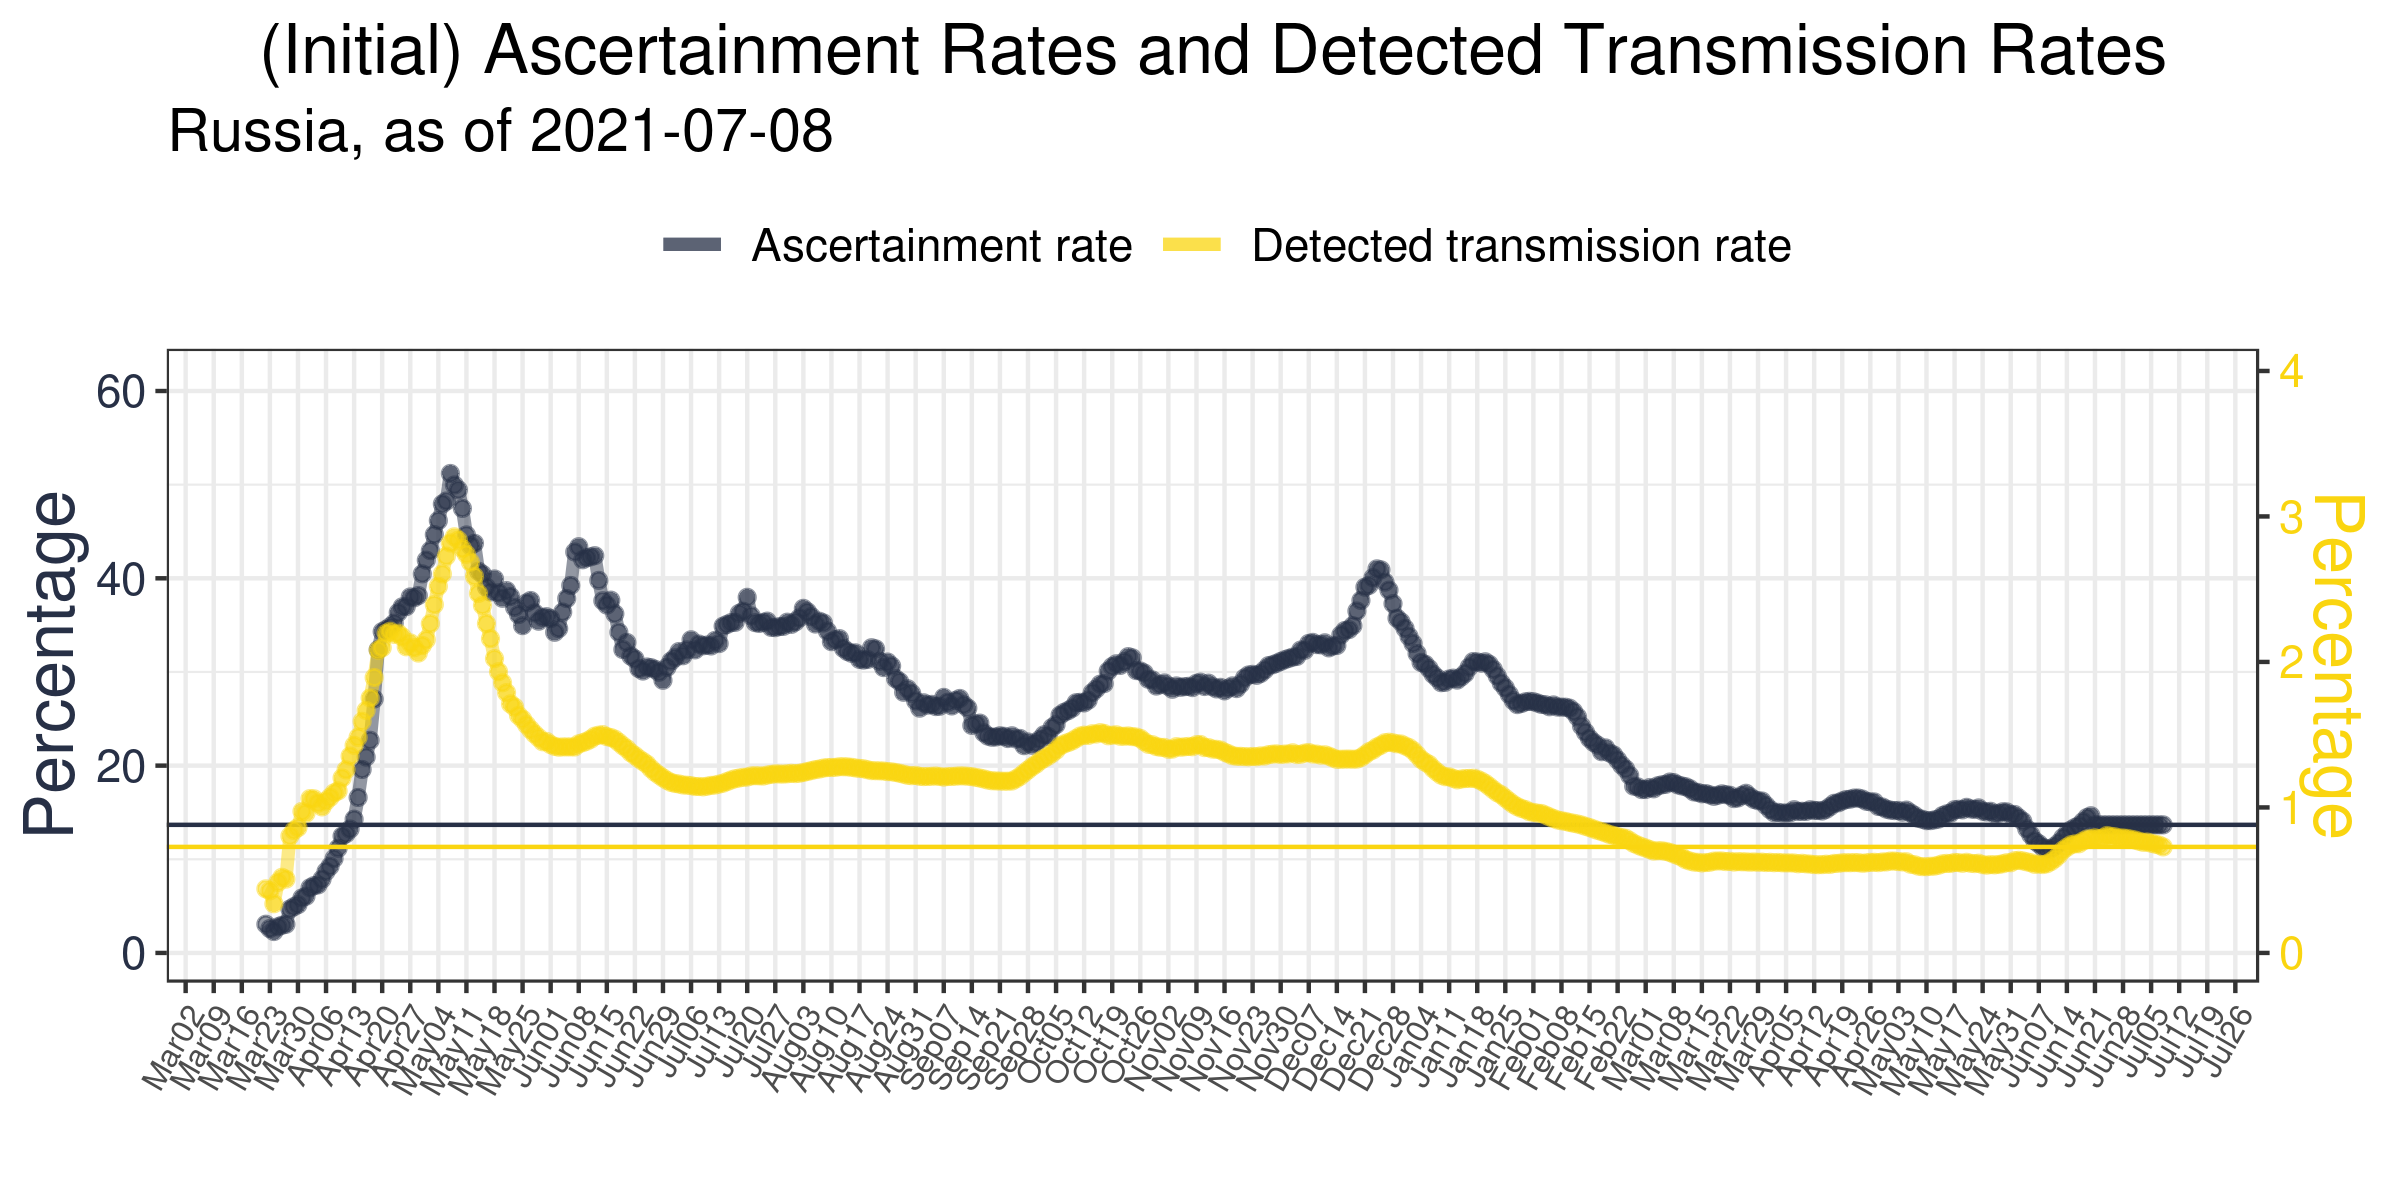 (Initial) Ascertainment Rates and Detected Transmission Rates
Russia, as of 2021-07-08
Ascertainment rate Detected transmission rate
Percentage
60
40
20
0
4
3
2
1
0
Percentage
Mar02 Mar09 Mar16 Mar23 Mar30 Apr06 Apr13 Apr20 Apr27 May04 May11 May18 May25 Jun01 Jun08 Jun15 Jun22 Jun29 Jul06 Jul13 Jul20 Jul27 Aug03 Aug10 Aug17 Aug24 Aug31 Sep07 Sep14 Sep21 Sep28 Oct05 Oct12 Oct19 Oct26 Nov02 Nov09 Nov16 Nov23 Nov30 Dec07 Dec14 Dec21 Dec28 Jan04 Jan11 Jan18 Jan25 Feb01 Feb08 Feb15 Feb22 Mar01 Mar08 Mar15 Mar22 Mar29 Apr05 Apr12 Apr19 Apr26 May03 May10 May17 May24 May31 Jun07 Jun14 Jun21 Jun28 Jul05 Jul12 Jul19 Jul26